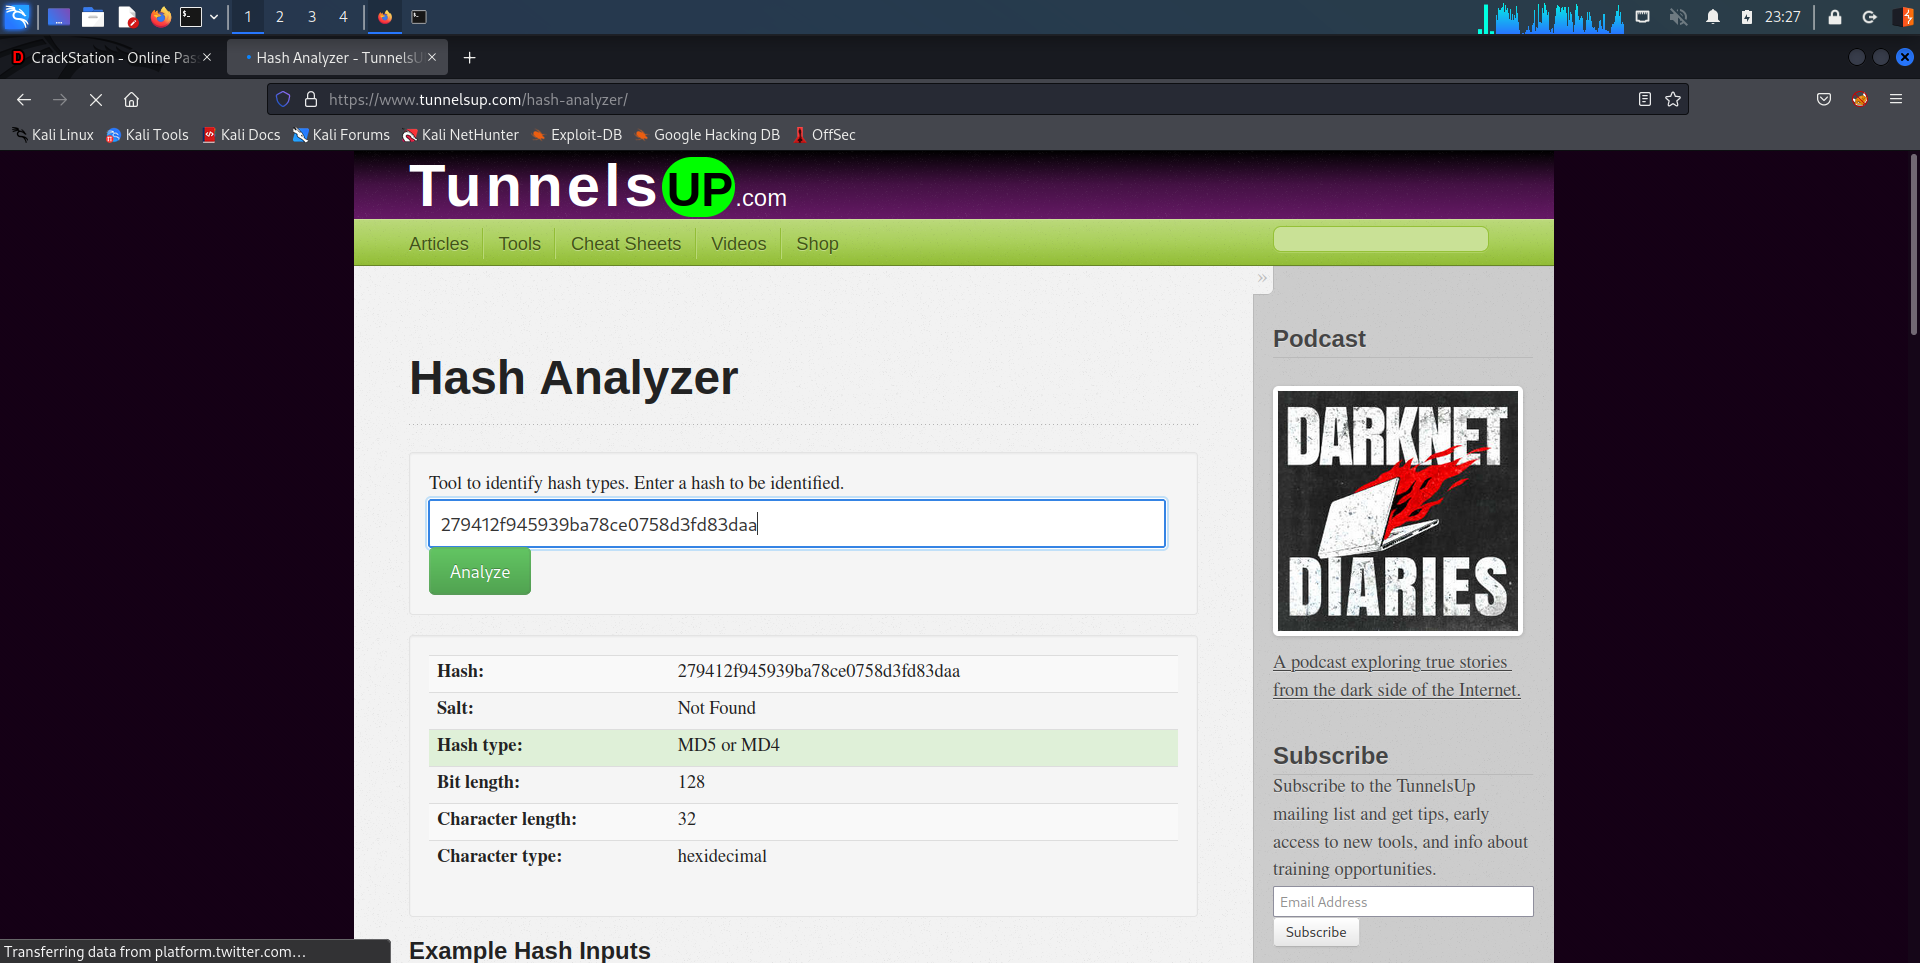 1 2 3 4
23:27
CrackStation - Online Pas
Hash Analyzer - TunnelsU
https://www.tunnelsup.com/hash-analyzer/
Kali Linux Kali Tools Kali Docs Kali Forums Kali NetHunter Exploit-DB Google Hacking DB OffSec
TunnelsUP.com
Articles Tools Cheat Sheets Videos Shop
»
Hash Analyzer
Tool to identify hash types. Enter a hash to be identified.
279412f945939ba78ce0758d3fd83daa
Analyze
Hash: 279412f945939ba78ce0758d3fd83daa
Salt: Not Found
Hash type: MD5 or MD4
Bit length: 128
Character length: 32
Character type: hexidecimal
Example Hash Inputs
Podcast
DARKNET
DIARIES
A podcast exploring true stories
from the dark side of the Internet.
Subscribe
Subscribe to the TunnelsUp
mailing list and get tips, early
access to new tools, and info about
training opportunities.
Email Address
Subscribe
Transferring data from platform.twitter.com…